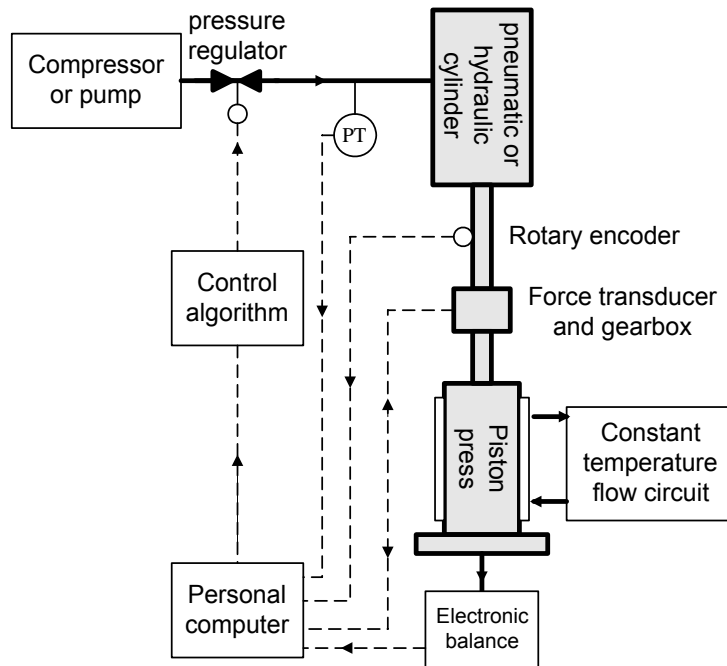 pressure
regulator
Compressor
or pump
pneumatic or
hydraulic
cylinder
PT
Rotary encoder
Control
algorithm
Force transducer
and gearbox
Piston
press
Constant
temperature
flow circuit
Personal
computer
Electronic
balance